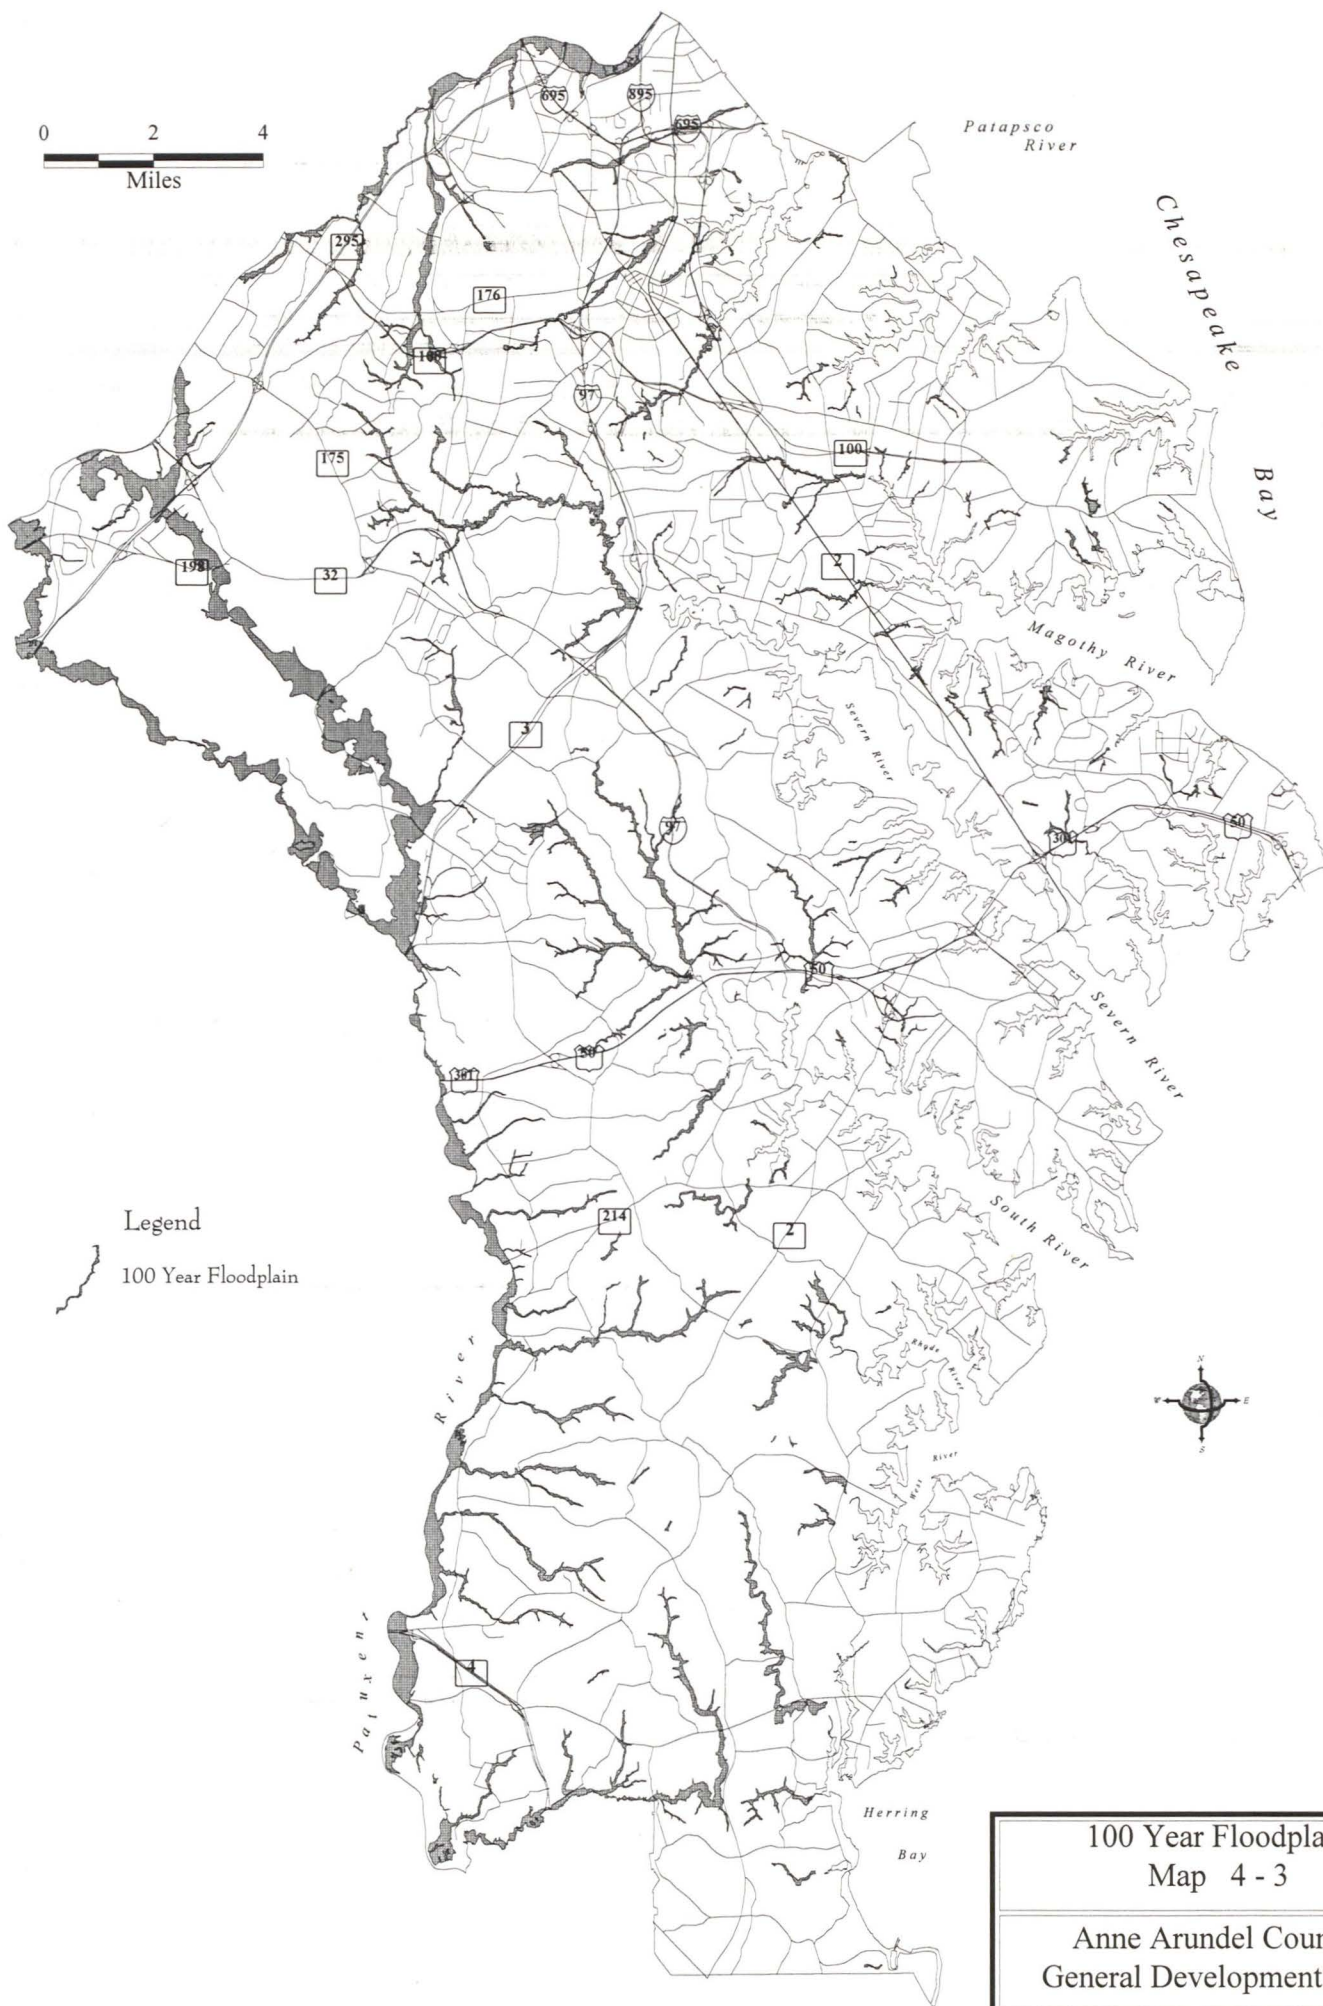 0 2 4
Miles
695
895
695
Patapsco
River
Chesapeake
Bay
295
176
100
97
175
100
198
32
2
Magothy River
3
Severn River
97
50
301
50
Severn River
50
301
Legend
100 Year Floodplain
214
2
South River
Rhode River
N
W E
S
River
West River
4
Patuxent
Herring
Bay
100 Year Floodpla
Map 4 - 3
Anne Arundel Coun
General Development